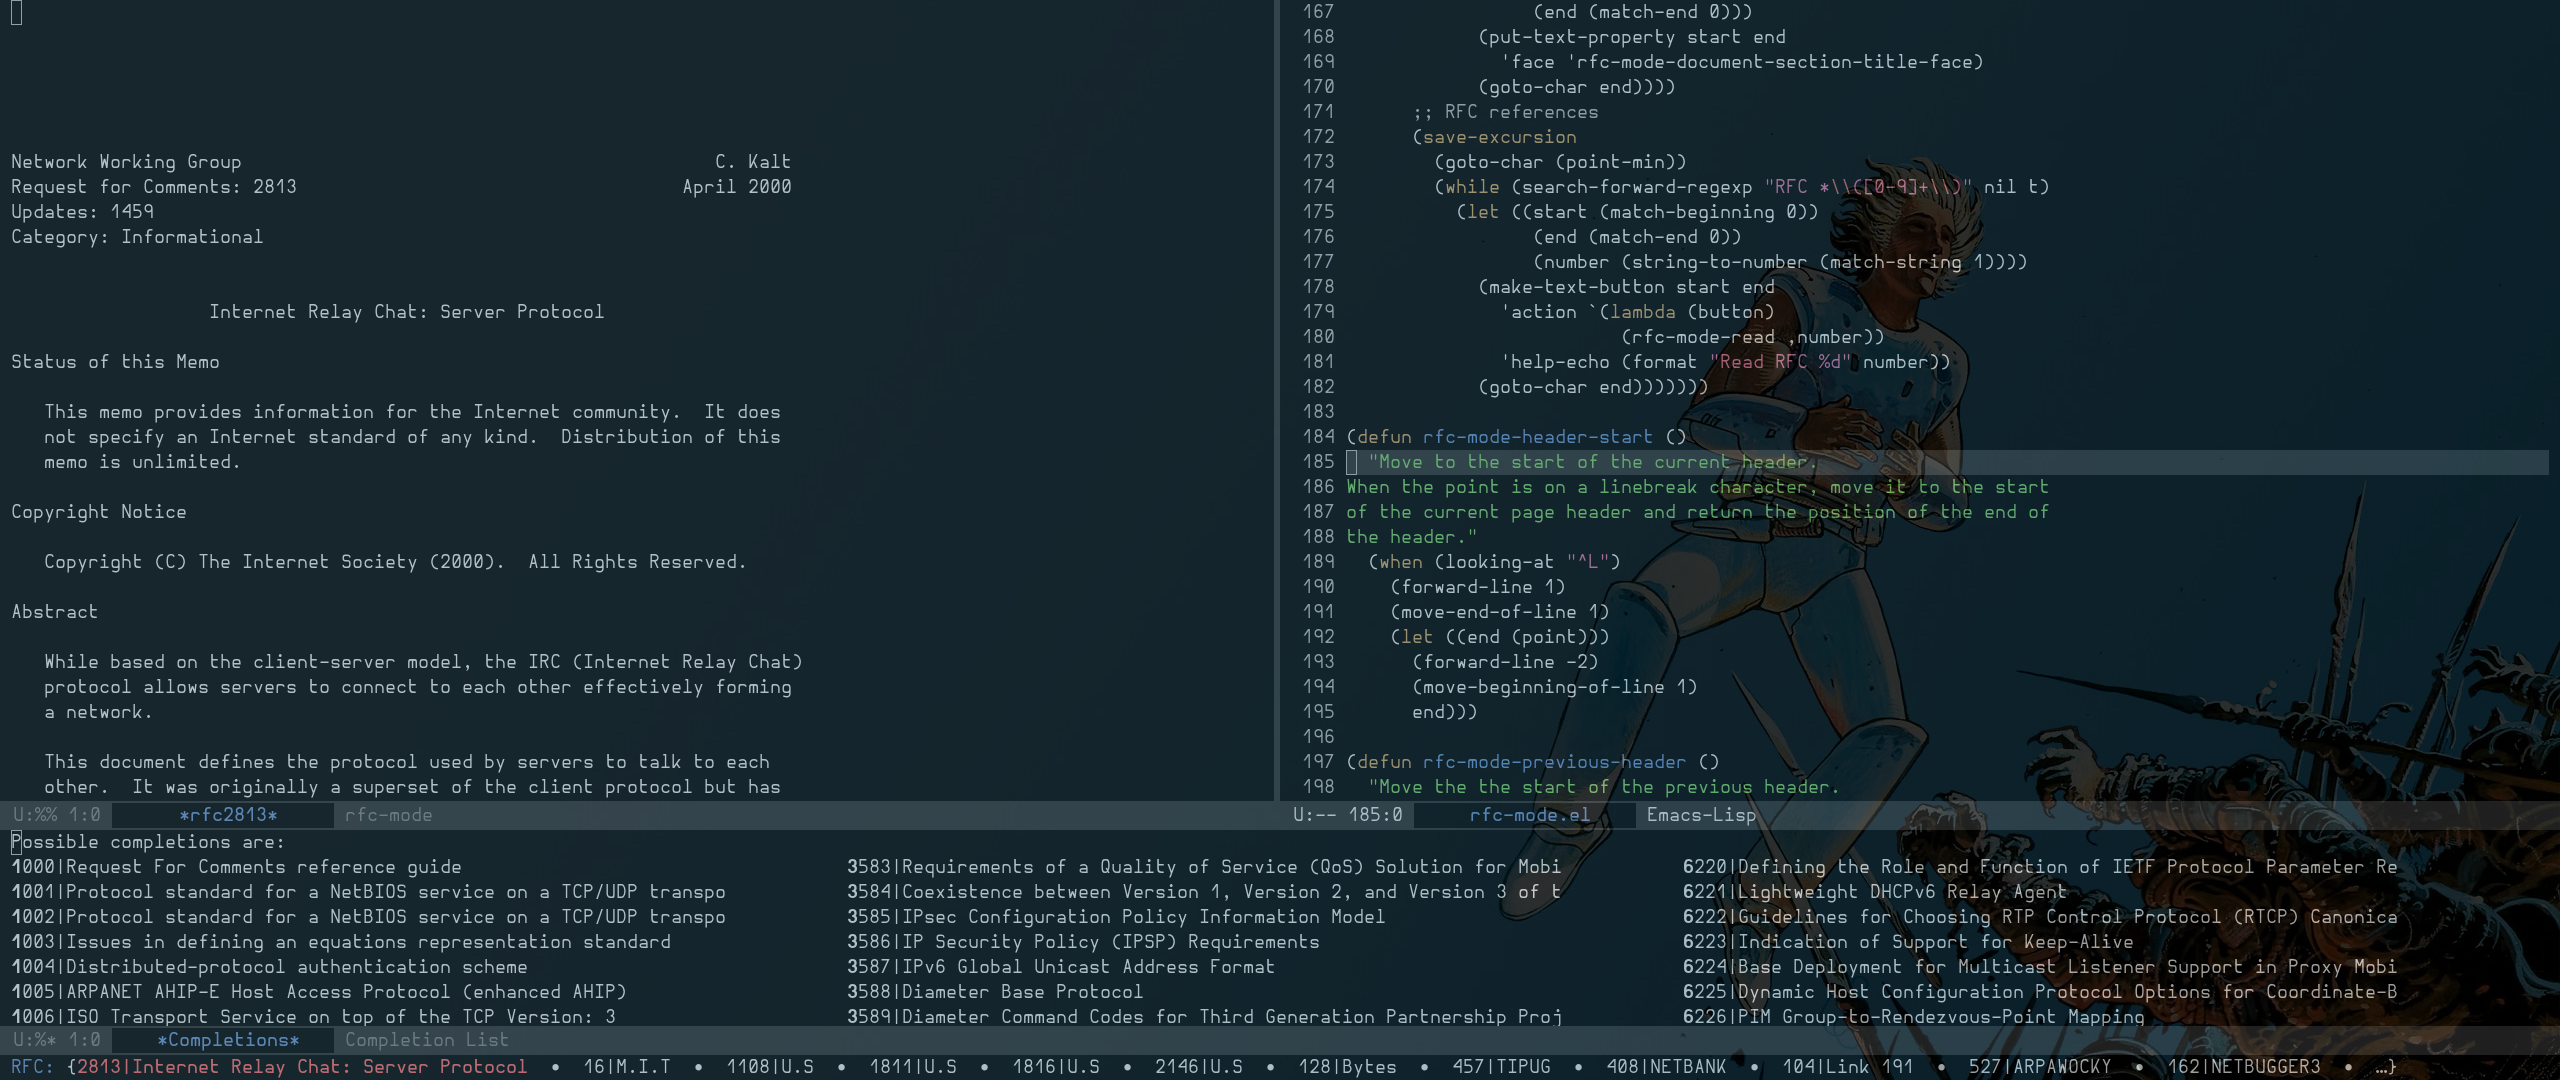 Network Working Group                                           C. Kalt
Request for Comments: 2813                                   April 2000
Updates: 1459
Category: Informational
Internet Relay Chat: Server Protocol
Status of this Memo
This memo provides information for the Internet community.  It does
not specify an Internet standard of any kind.  Distribution of this
memo is unlimited.
Copyright Notice
Copyright (C) The Internet Society (2000).  All Rights Reserved.
Abstract
While based on the client-server model, the IRC (Internet Relay Chat)
protocol allows servers to connect to each other effectively forming
a network.
This document defines the protocol used by servers to talk to each
other.  It was originally a superset of the client protocol but has
U:%% 1:0 *rfc2813* rfc-mode
167                  (end (match-end 0)))
168             (put-text-property start end
169               'face 'rfc-mode-document-section-title-face)
170             (goto-char end))))
171       ;; RFC references
172       (save-excursion
173         (goto-char (point-min))
174         (while (search-forward-regexp "RFC *\\([0-9]+\\)" nil t)
175           (let ((start (match-beginning 0))
176                  (end (match-end 0))
177                  (number (string-to-number (match-string 1))))
178             (make-text-button start end
179               'action `(lambda (button)
180                          (rfc-mode-read ,number))
181               'help-echo (format "Read RFC %d" number))
182             (goto-char end)))))))
183
184 (defun rfc-mode-header-start ()
185   "Move to the start of the current header.
186 When the point is on a linebreak character, move it to the start
187 of the current page header and return the position of the end of
188 the header."
189   (when (looking-at "^L")
190     (forward-line 1)
191     (move-end-of-line 1)
192     (let ((end (point)))
193       (forward-line -2)
194       (move-beginning-of-line 1)
195       end)))
196
197 (defun rfc-mode-previous-header ()
198   "Move the the start of the previous header.
U:-- 185:0 rfc-mode.el Emacs-Lisp
Possible completions are:
1000|Request For Comments reference guide 3583|Requirements of a Quality of Service (QoS) Solution for Mobi 6220|Defining the Role and Function of IETF Protocol Parameter Re
1001|Protocol standard for a NetBIOS service on a TCP/UDP transpo 3584|Coexistence between Version 1, Version 2, and Version 3 of t 6221|Lightweight DHCPv6 Relay Agent
1002|Protocol standard for a NetBIOS service on a TCP/UDP transpo 3585|IPsec Configuration Policy Information Model 6222|Guidelines for Choosing RTP Control Protocol (RTCP) Canonica
1003|Issues in defining an equations representation standard 3586|IP Security Policy (IPSP) Requirements 6223|Indication of Support for Keep-Alive
1004|Distributed-protocol authentication scheme 3587|IPv6 Global Unicast Address Format 6224|Base Deployment for Multicast Listener Support in Proxy Mobi
1005|ARPANET AHIP-E Host Access Protocol (enhanced AHIP) 3588|Diameter Base Protocol 6225|Dynamic Host Configuration Protocol Options for Coordinate-B
1006|ISO Transport Service on top of the TCP Version: 3 3589|Diameter Command Codes for Third Generation Partnership Proj 6226|PIM Group-to-Rendezvous-Point Mapping
U:%* 1:0 *Completions* Completion List
RFC: {2813|Internet Relay Chat: Server Protocol • 16|M.I.T • 1108|U.S • 1811|U.S • 1816|U.S • 2146|U.S • 128|Bytes • 457|TIPUG • 408|NETBANK • 104|Link 191 • 527|ARPAWOCKY • 162|NETBUGGER3 • …}